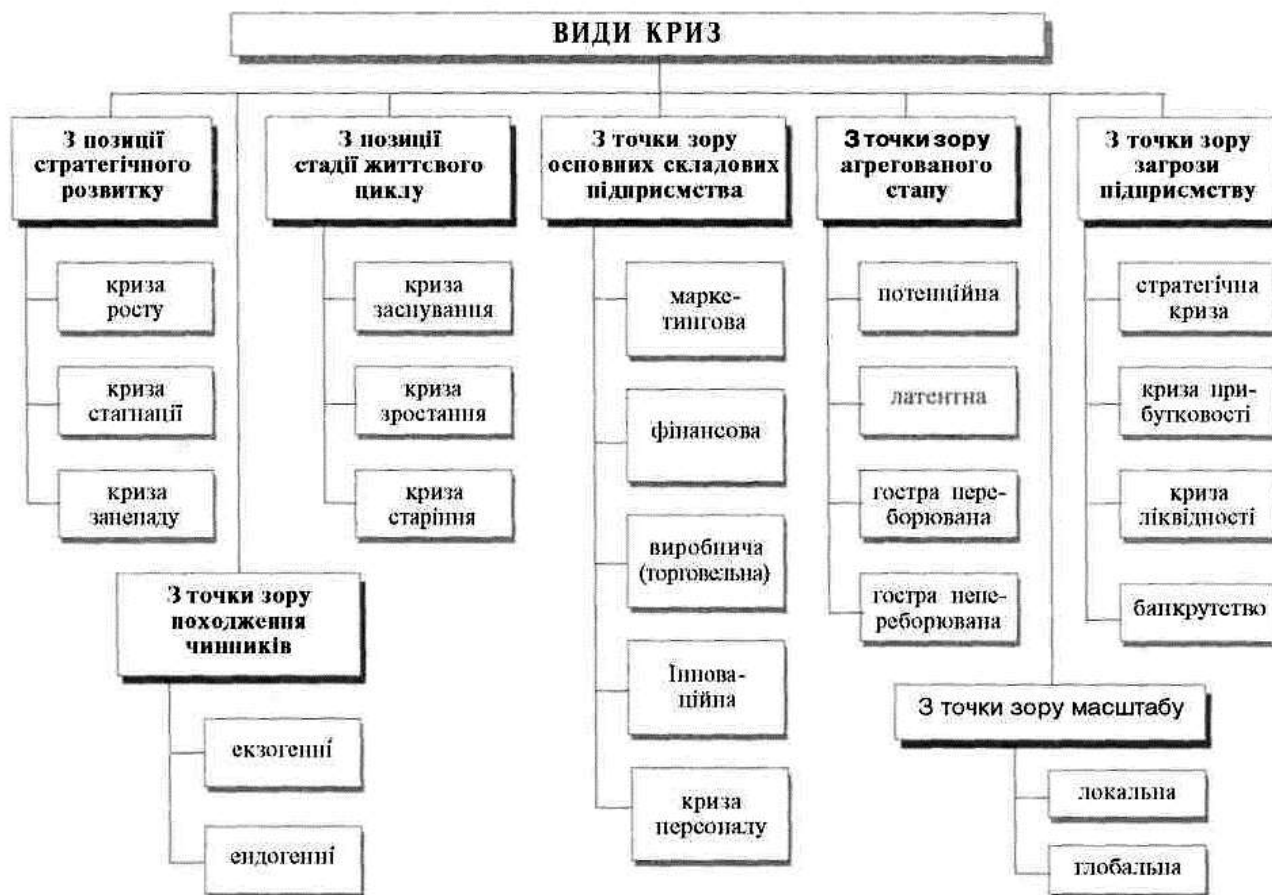 ВИДИ КРИЗ
З позиції
стратегічного
розвитку
криза
росту
криза
стагнації
криза
занепаду
З позиції
стадії життєвого
циклу
криза
заснування
криза
зростання
криза
старіння
З точки зору
основних складових
підприємства
марке-
тингова
фінансова
виробнича
(торговельна)
Іннова-
ційна
криза
персоналу
З точки зору
агрегованого
стану
потенційна
латентна
гостра пере-
борювана
гостра непе-
реборювана
З точки зору
загрози
підприємству
стратегічна
криза
криза при-
бутковості
криза
ліквідності
банкрутство
З точки зору
походження
чинників
екзогенні
ендогенні
З точки зору масштабу
локальна
глобальна